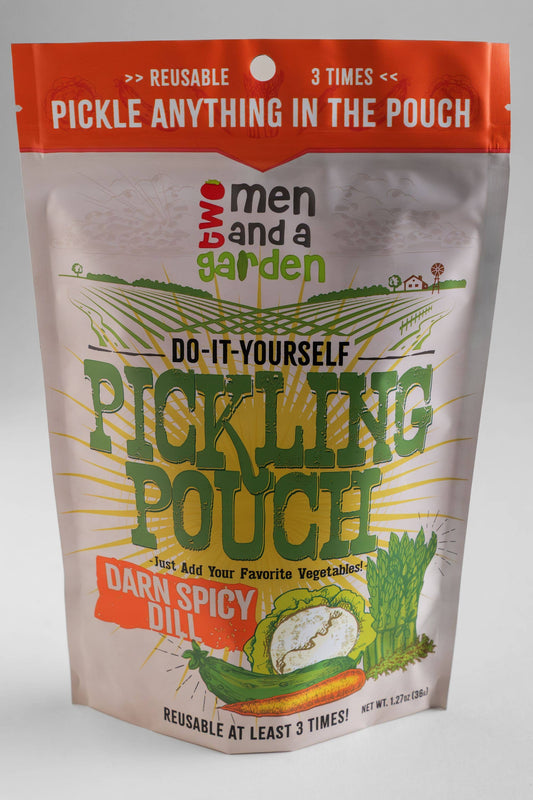 >> REUSABLE 3 TIMES <<
PICKLE ANYTHING IN THE POUCH
two men
and a
garden
DO-IT-YOURSELF
PICKLING
POUCH
-Just Add Your Favorite Vegetables!-
DARN SPICY
DILL
NET WT. 1.27oz.(36g)
REUSABLE AT LEAST 3 TIMES!